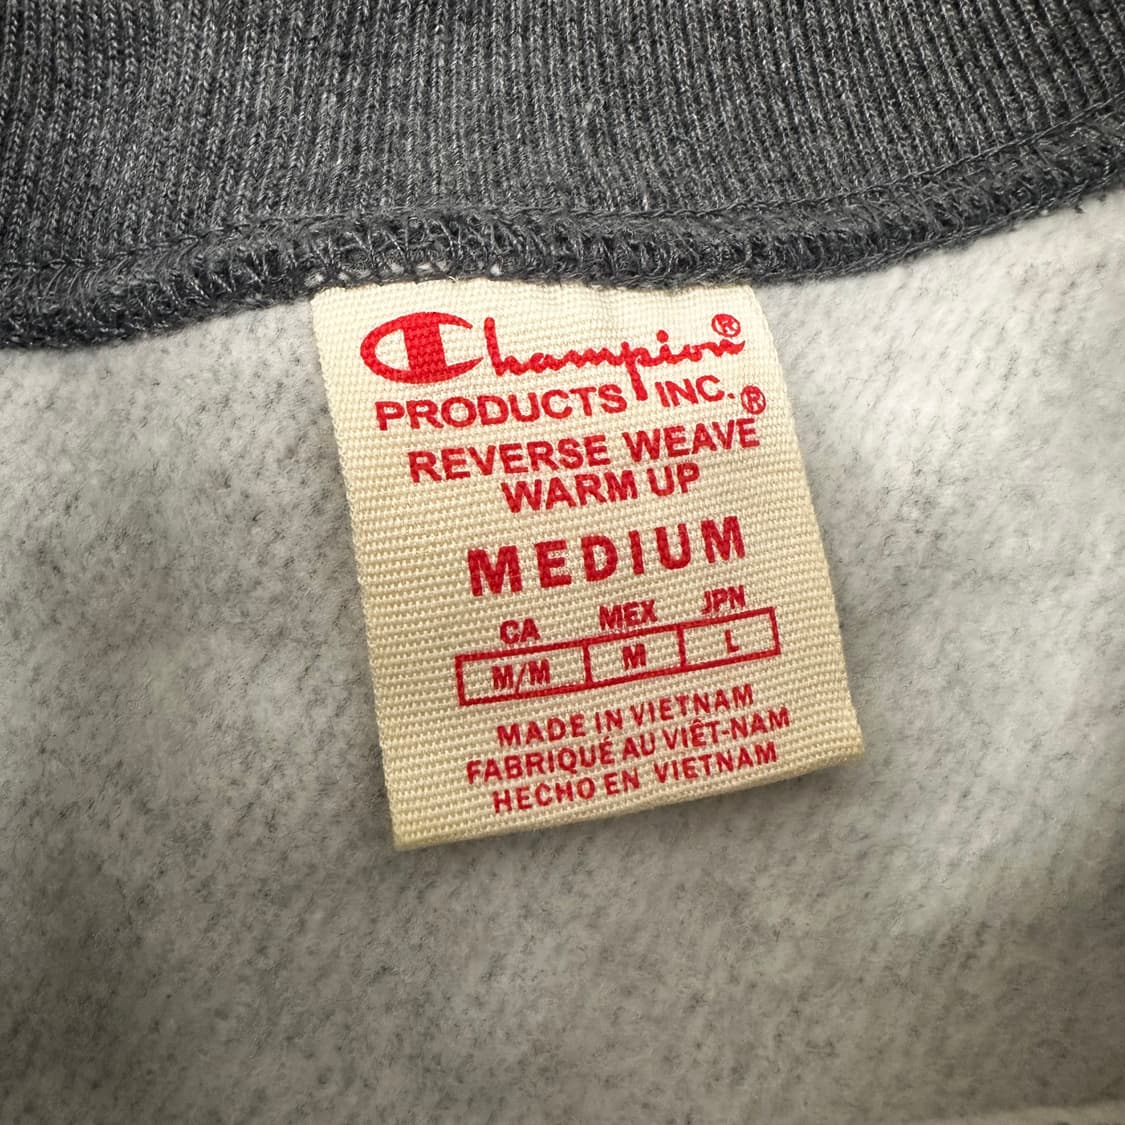 Champion®
PRODUCTS INC.
REVERSE WEAVE®
WARM UP
MEDIUM
CA MEX JPN
M/M M L
MADE IN VIETNAM
FABRIQUÉ AU VIÊT-NAM
HECHO EN VIETNAM